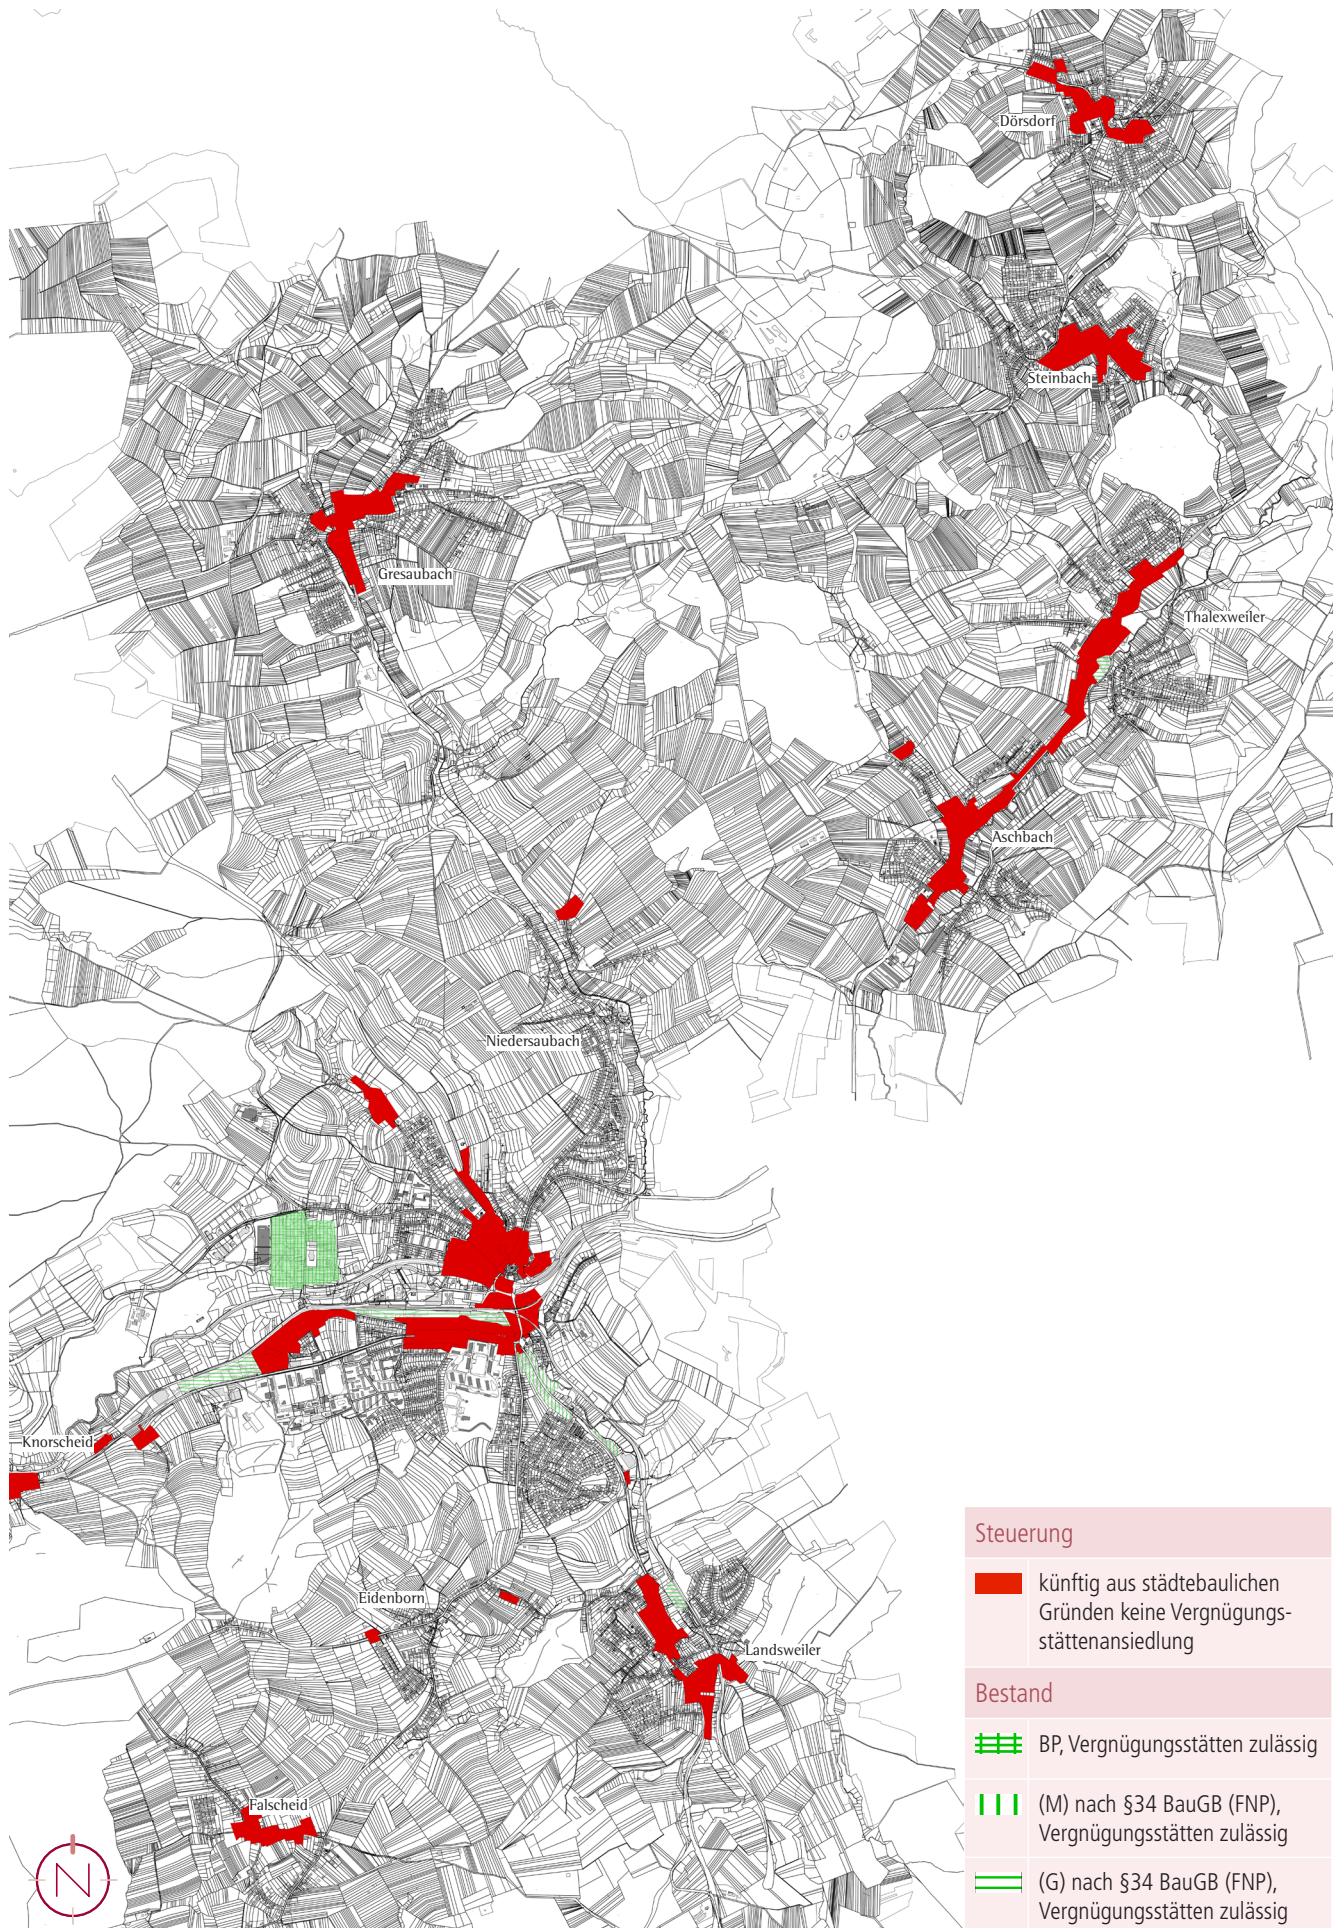 Dörsdorf
Steinbach
Gresaubach
Thalexweiler
Aschbach
Niedersaubach
Knorscheid
Eidenborn
Landsweiler
Falscheid
N
Steuerung
künftig aus städtebaulichen
Gründen keine Vergnügungs-
stättenansiedlung
Bestand
BP, Vergnügungsstätten zulässig
(M) nach §34 BauGB (FNP),
Vergnügungsstätten zulässig
(G) nach §34 BauGB (FNP),
Vergnügungsstätten zulässig